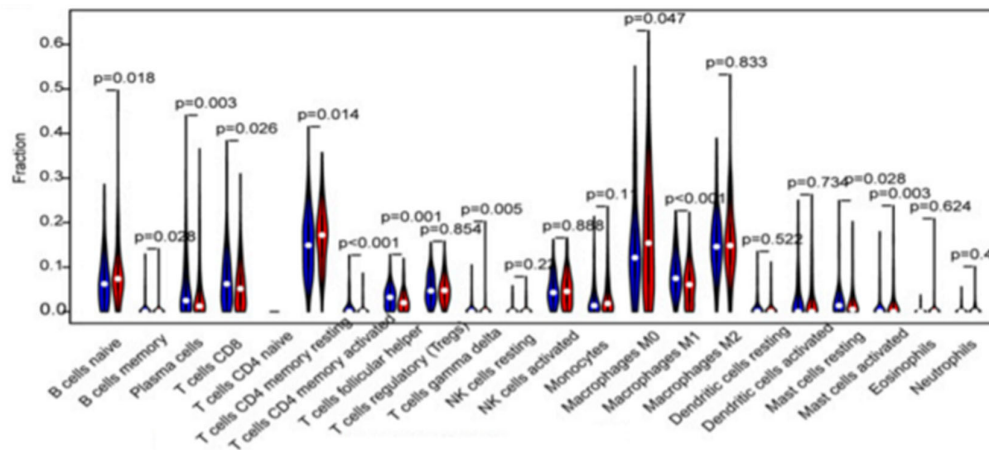 p=0.047
0.6
p=0.833
p=0.018
0.5
p=0.003
p=0.026
p=0.014
0.4
Fraction
0.3
p=0.11
p<0.001
p=0.734
p=0.028
p=0.003
p=0.624
p=0.001
p=0.005
0.2
p=0.028
p<0.001
p=0.854
p=0.22
p=0.888
p=0.522
p=0.4
0.1
0.0
B cells naive
B cells memory
Plasma cells
T cells CD8
T cells CD4 naive
T cells CD4 memory resting
T cells CD4 memory activated
T cells follicular helper
T cells regulatory (Tregs)
T cells gamma delta
NK cells resting
NK cells activated
Monocytes
Macrophages M0
Macrophages M1
Macrophages M2
Dendritic cells resting
Dendritic cells activated
Mast cells resting
Mast cells activated
Eosinophils
Neutrophils